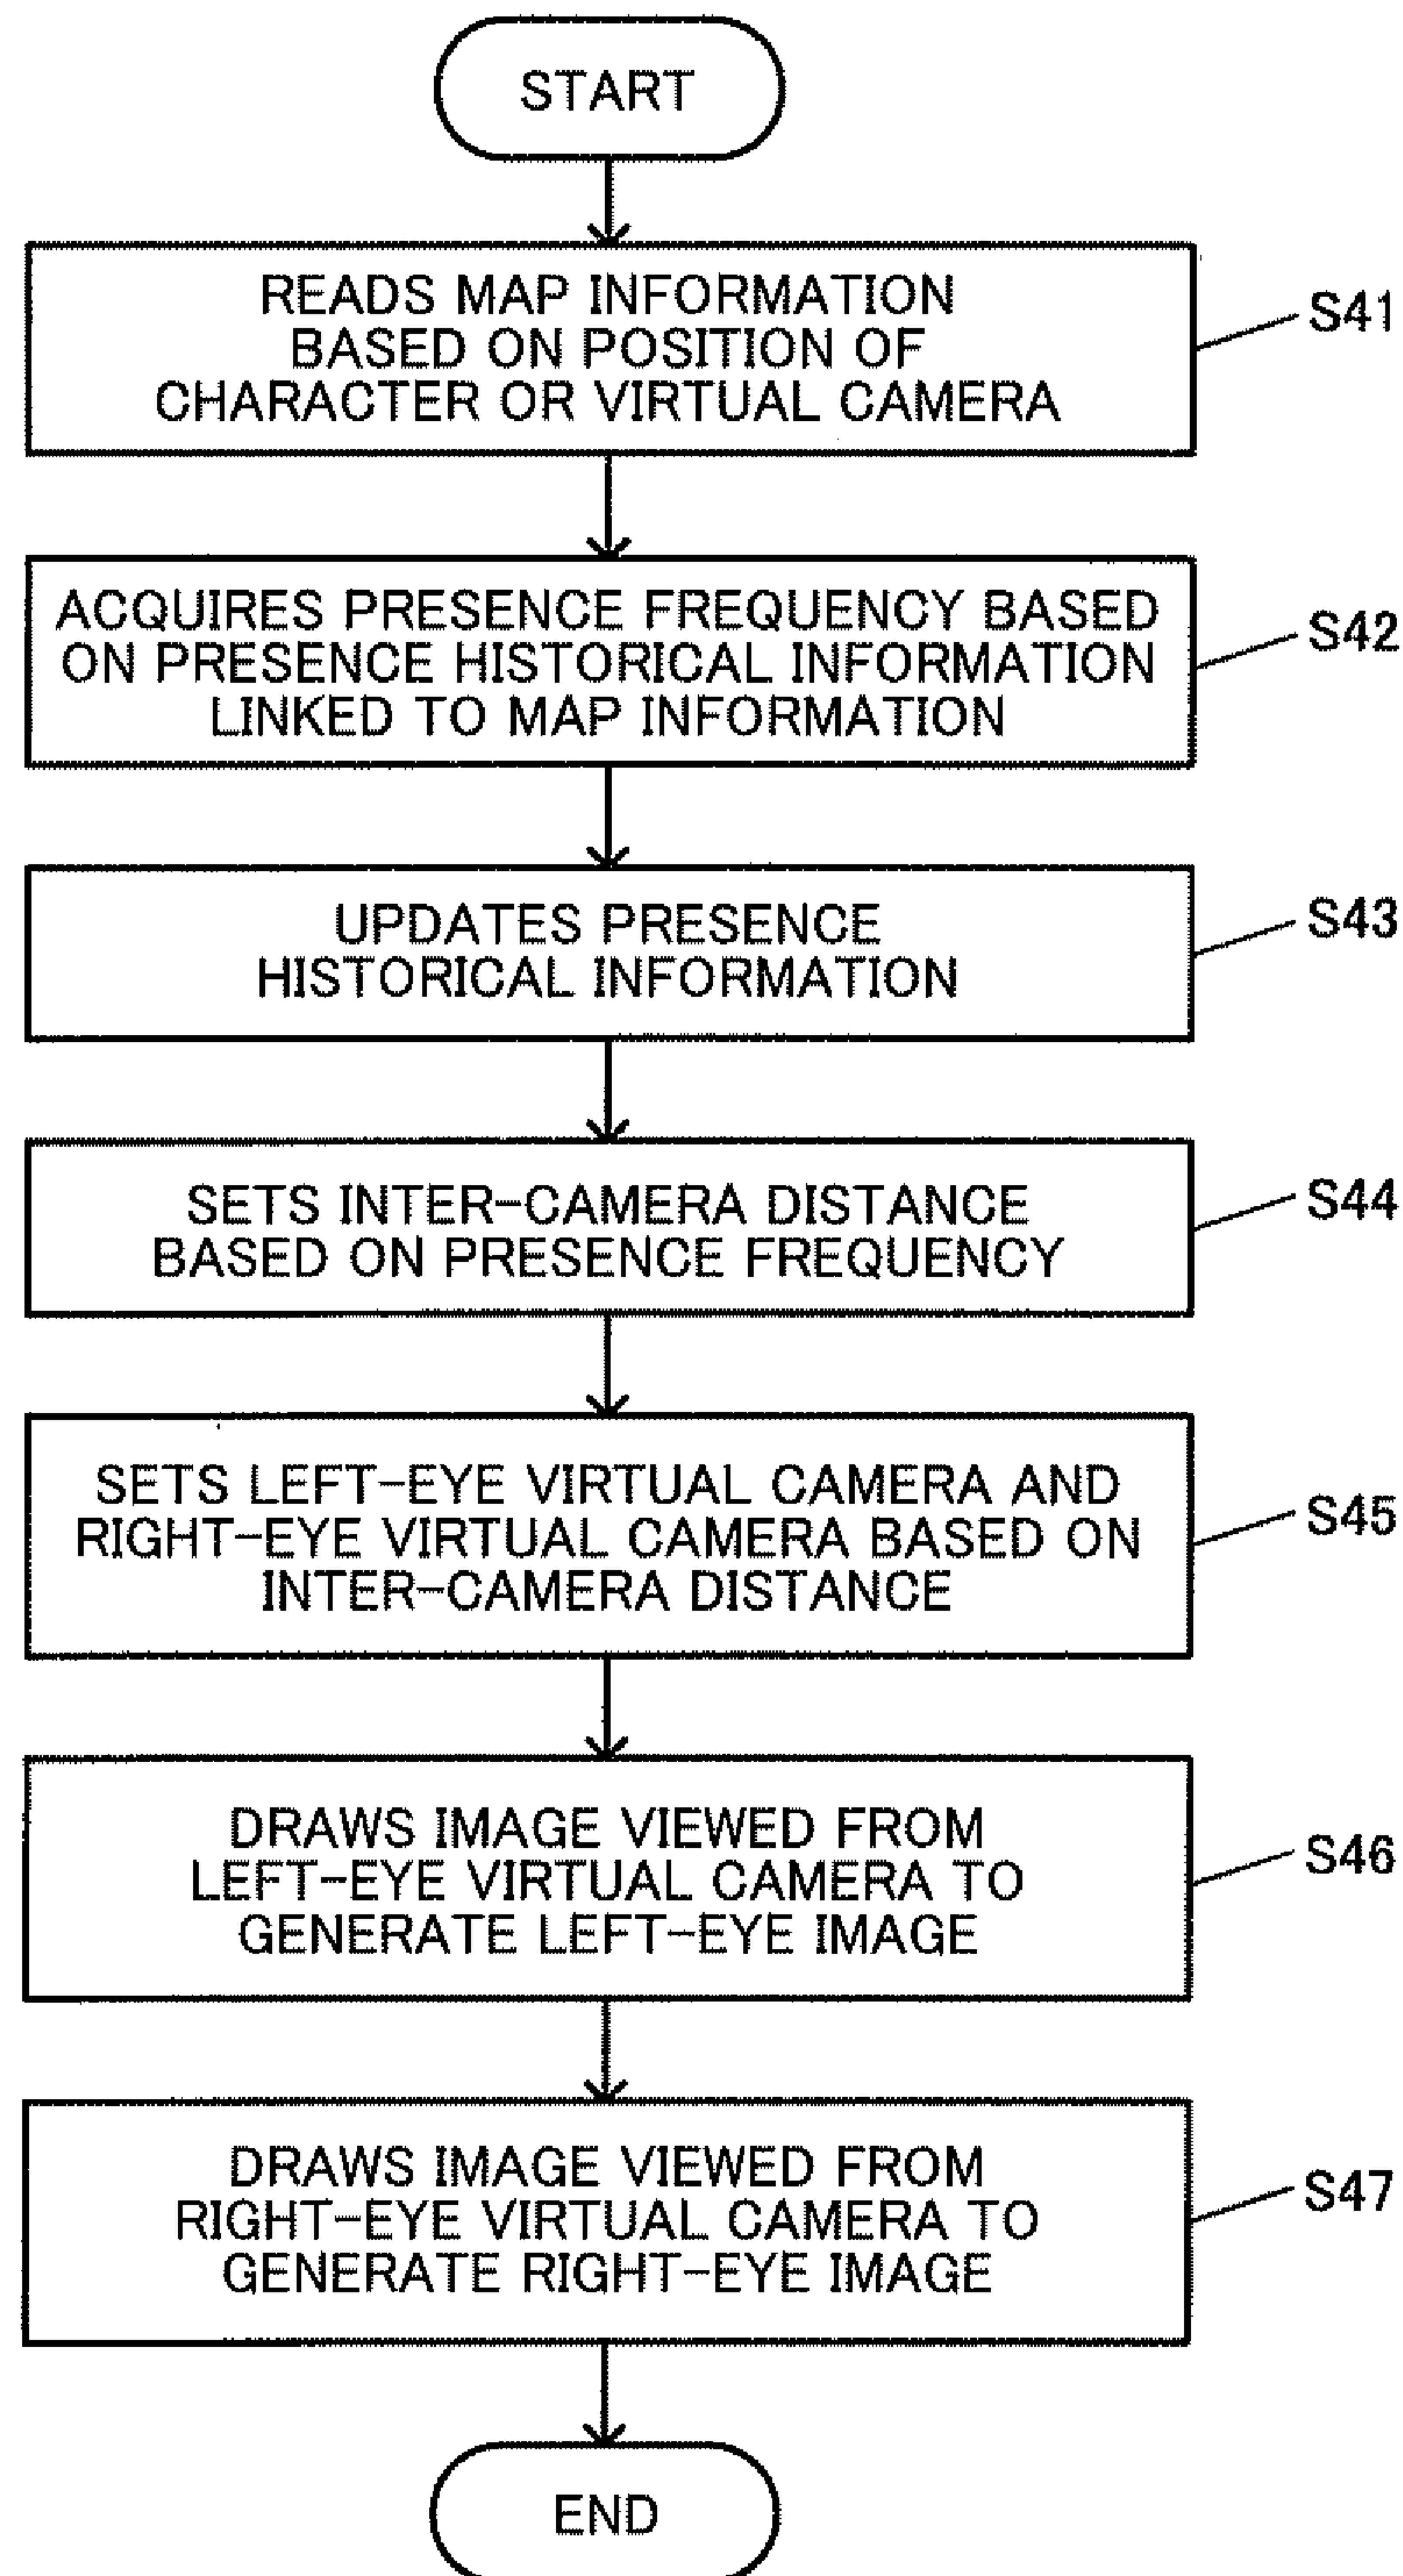 START
READS MAP INFORMATION
BASED ON POSITION OF
CHARACTER OR VIRTUAL CAMERA
S41
ACQUIRES PRESENCE FREQUENCY BASED
ON PRESENCE HISTORICAL INFORMATION
LINKED TO MAP INFORMATION
S42
UPDATES PRESENCE
HISTORICAL INFORMATION
S43
SETS INTER-CAMERA DISTANCE
BASED ON PRESENCE FREQUENCY
S44
SETS LEFT-EYE VIRTUAL CAMERA AND
RIGHT-EYE VIRTUAL CAMERA BASED ON
INTER-CAMERA DISTANCE
S45
DRAWS IMAGE VIEWED FROM
LEFT-EYE VIRTUAL CAMERA TO
GENERATE LEFT-EYE IMAGE
S46
DRAWS IMAGE VIEWED FROM
RIGHT-EYE VIRTUAL CAMERA TO
GENERATE RIGHT-EYE IMAGE
S47
END